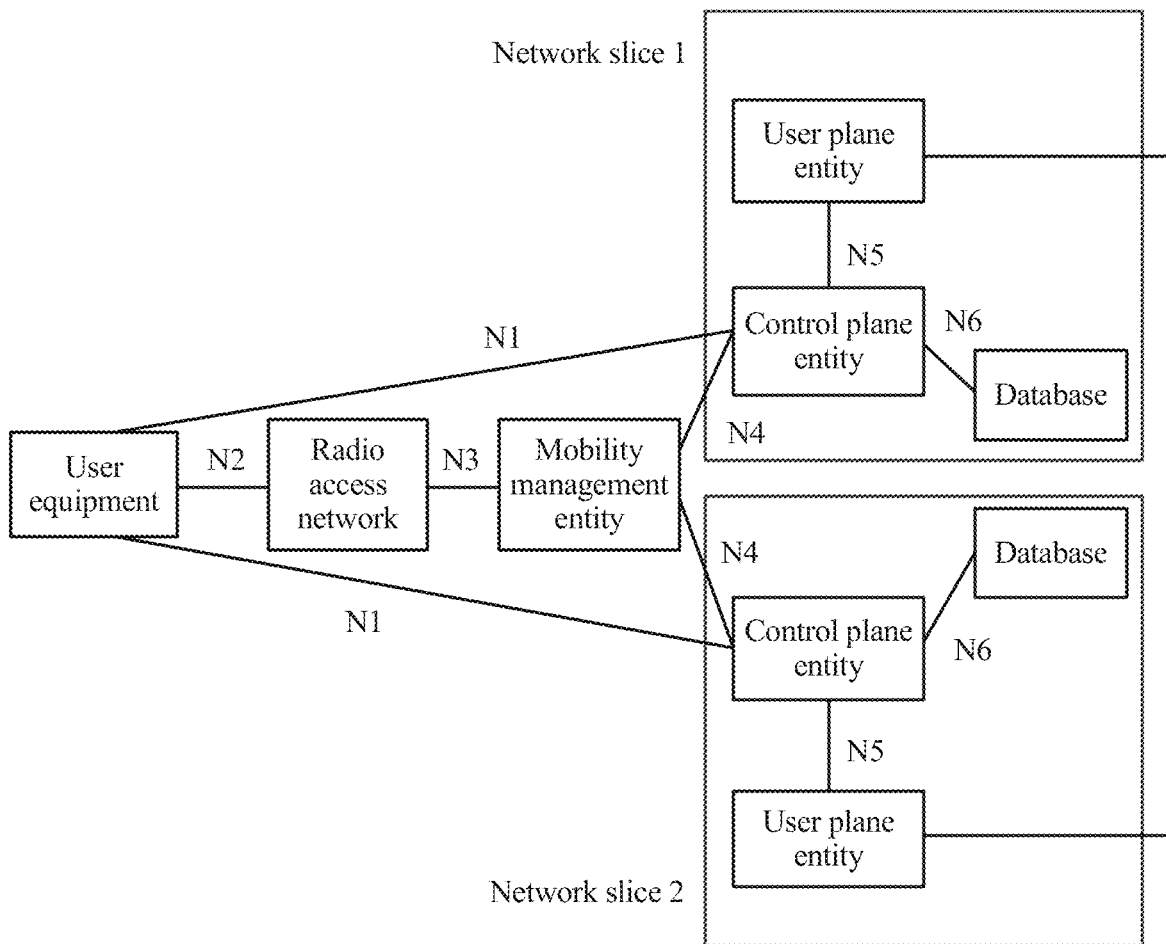 Network slice 1
User plane
entity
N5
Control plane
entity
N6
Database
N1
N4
User
equipment
N2
Radio
access
network
N3
Mobility
management
entity
N4
Database
N1
Control plane
entity
N6
N5
User plane
entity
Network slice 2